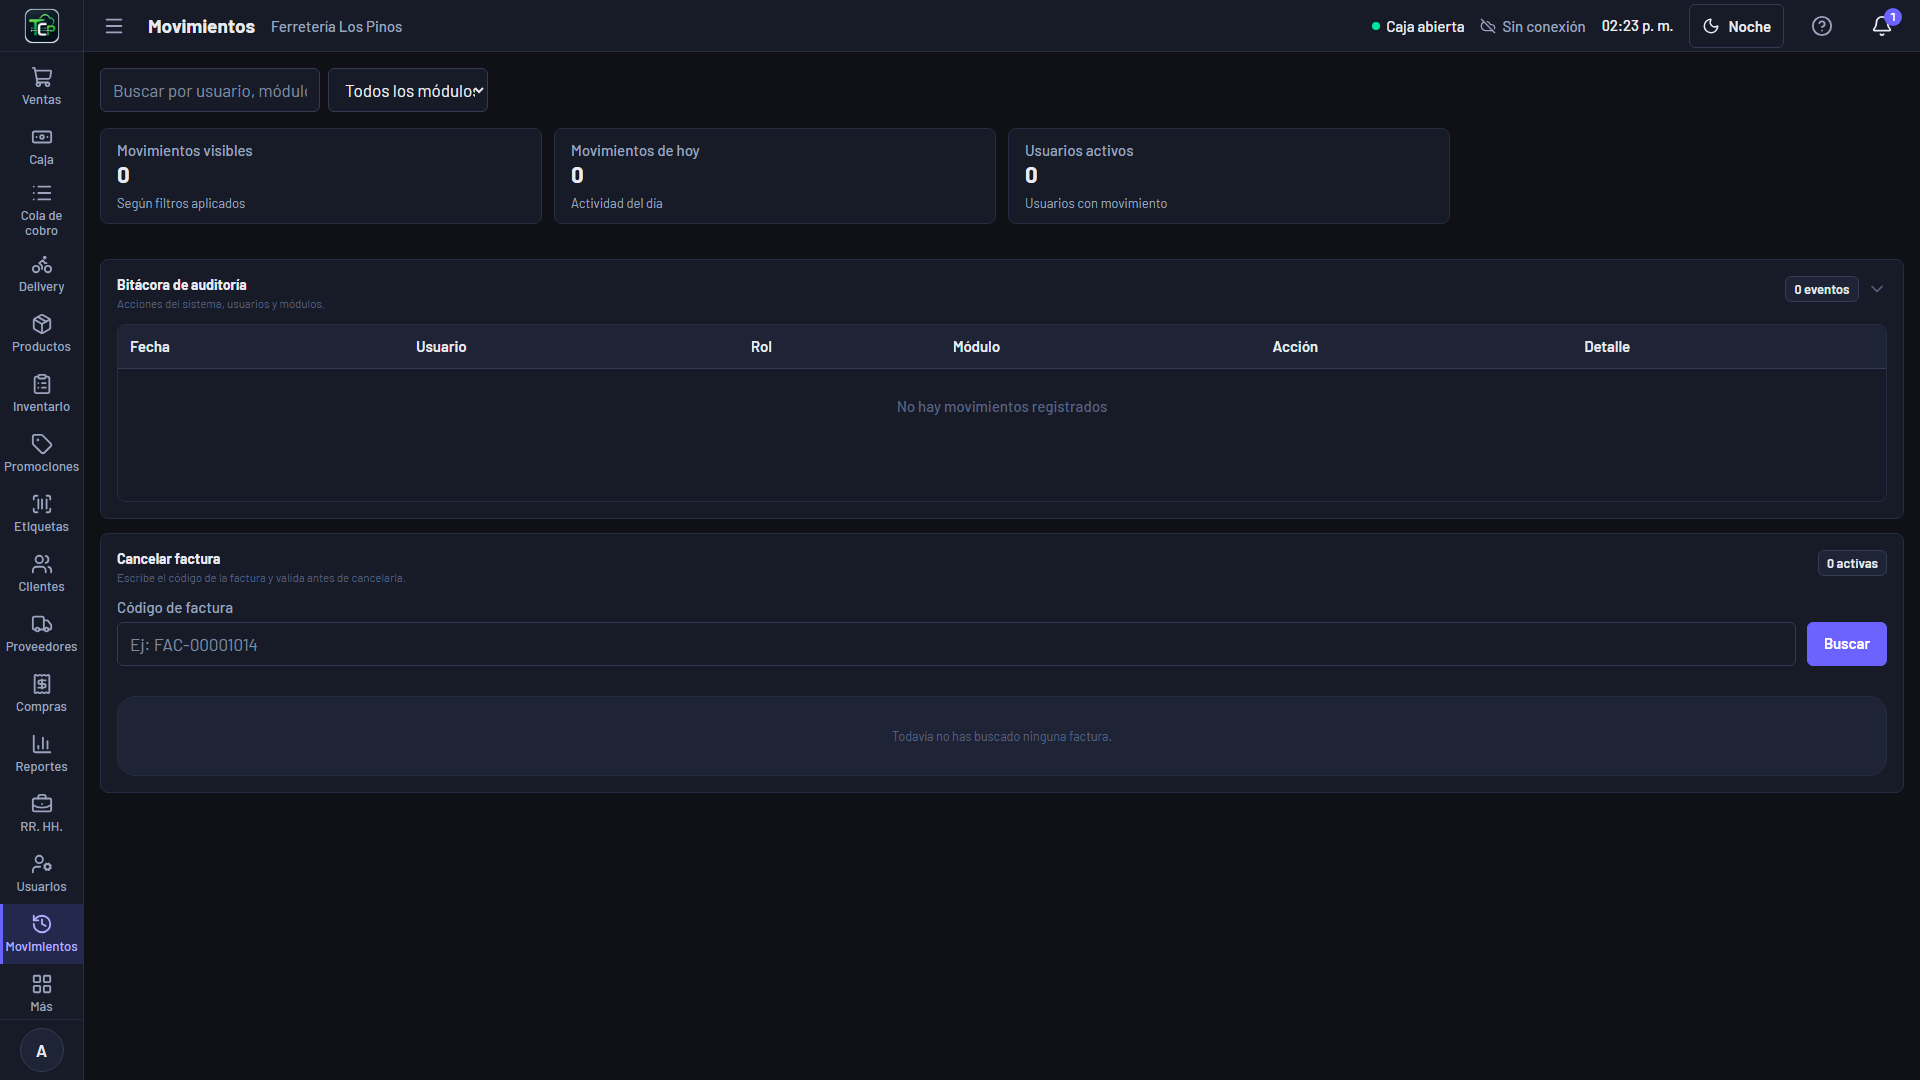 TCP
Movimientos
Ferretería Los Pinos
Caja abierta
Sin conexión
02:23 p. m.
Noche
1
Ventas
Caja
Cola de
cobro
Delivery
Productos
Inventario
Promociones
Etiquetas
Clientes
Proveedores
Compras
Reportes
RR. HH.
Usuarios
Movimientos
Más
A
Buscar por usuario, módul
Todos los módulos
Movimientos visibles
0
Según filtros aplicados
Movimientos de hoy
0
Actividad del día
Usuarios activos
0
Usuarios con movimiento
Bitácora de auditoría
Acciones del sistema, usuarios y módulos.
0 eventos
Fecha Usuario Rol Módulo Acción Detalle
No hay movimientos registrados
Cancelar factura
Escribe el código de la factura y valida antes de cancelarla.
0 activas
Código de factura
Ej: FAC-00001014
Buscar
Todavía no has buscado ninguna factura.